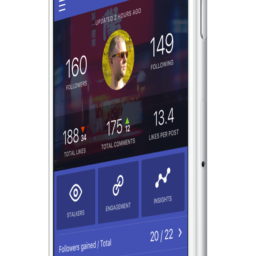 UPDATED 2 HOURS AGO
160
FOLLOWERS
149
FOLLOWING
188 34
TOTAL LIKES
175 12
TOTAL COMMENTS
13.4
LIKES PER POST
STALKERS
ENGAGEMENT
INSIGHTS
Followers gained / Total
20 / 22